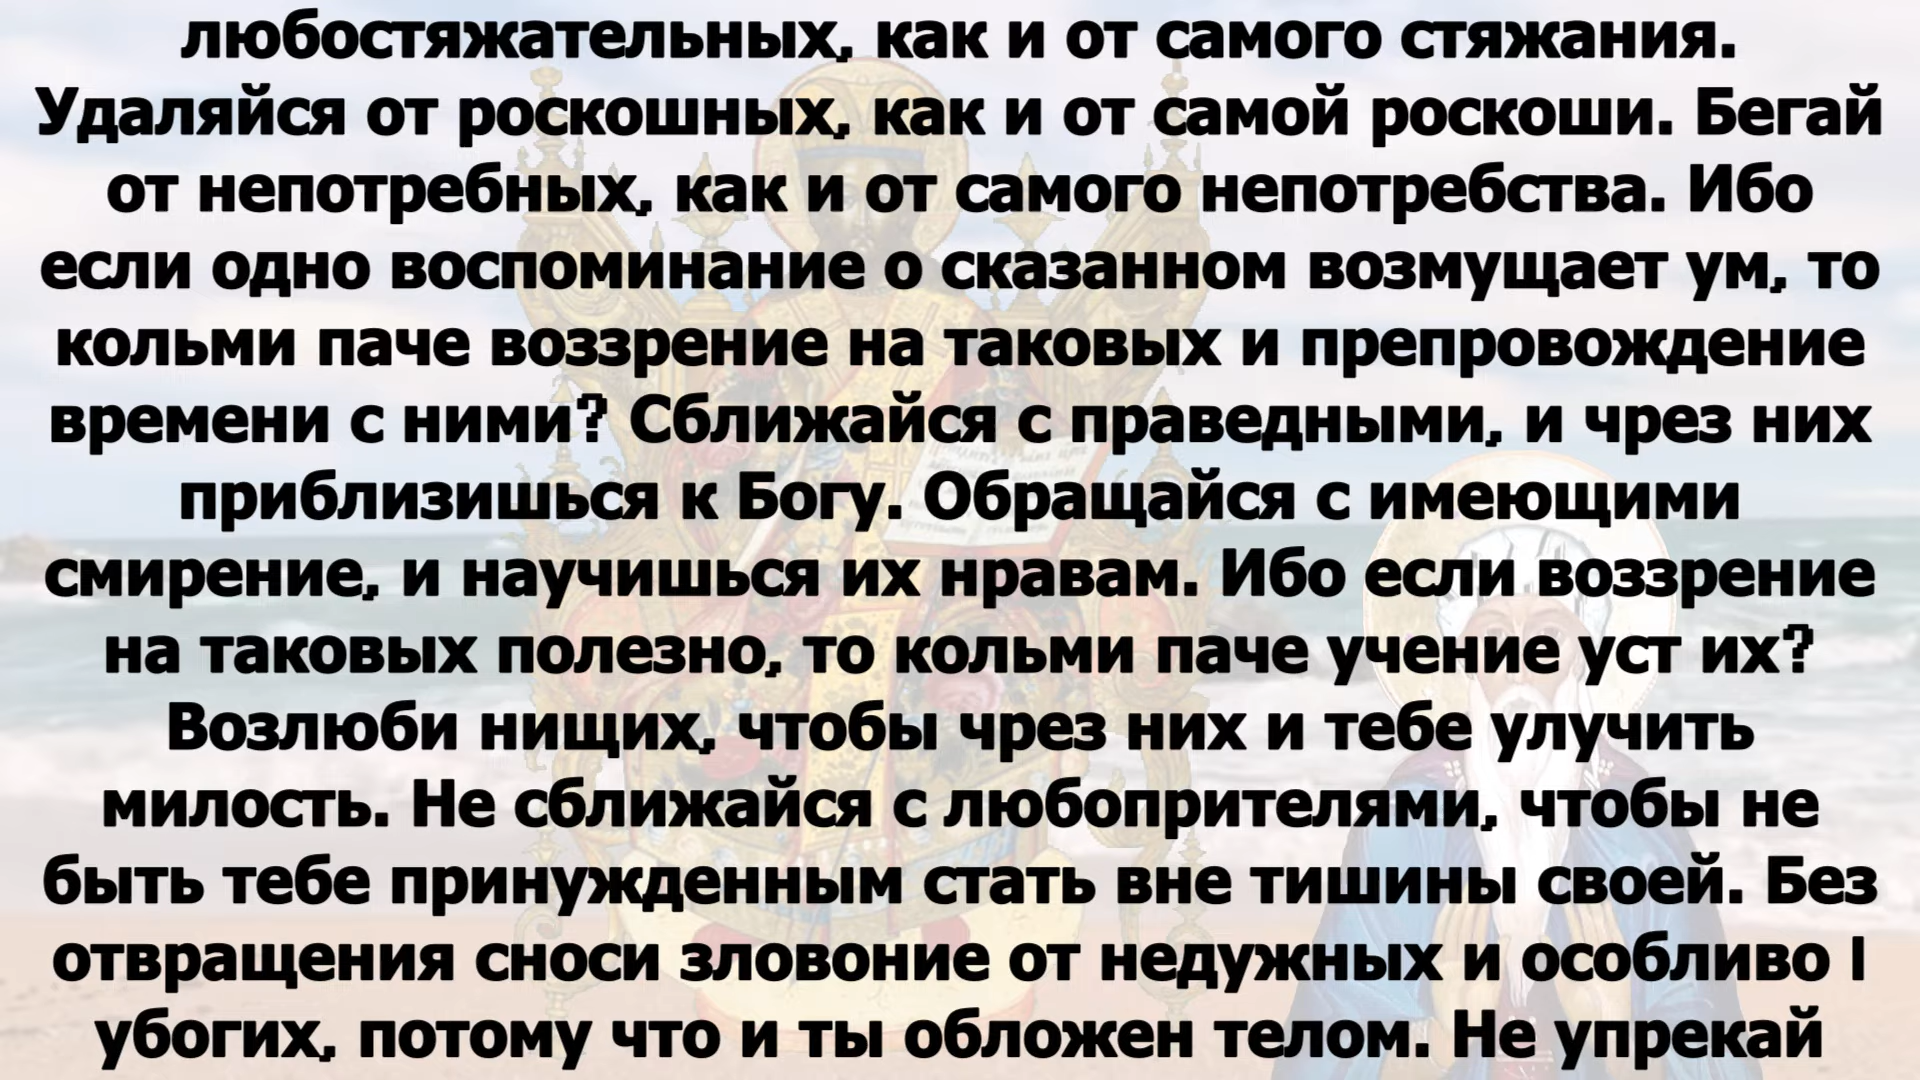 любостяжательных, как и от самого стяжания.
Удаляйся от роскошных, как и от самой роскоши. Бегай
от непотребных, как и от самого непотребства. Ибо
если одно воспоминание о сказанном возмущает ум, то
кольми паче воззрение на таковых и препровождение
времени с ними? Сближайся с праведными, и чрез них
приблизишься к Богу. Обращайся с имеющими
смирение, и научишься их нравам. Ибо если воззрение
на таковых полезно, то кольми паче учение уст их?
Возлюби нищих, чтобы чрез них и тебе улучить
милость. Не сближайся с любопрителями, чтобы не
быть тебе принужденным стать вне тишины своей. Без
отвращения сноси зловоние от недужных и особливо |
убогих, потому что и ты обложен телом. Не упрекай